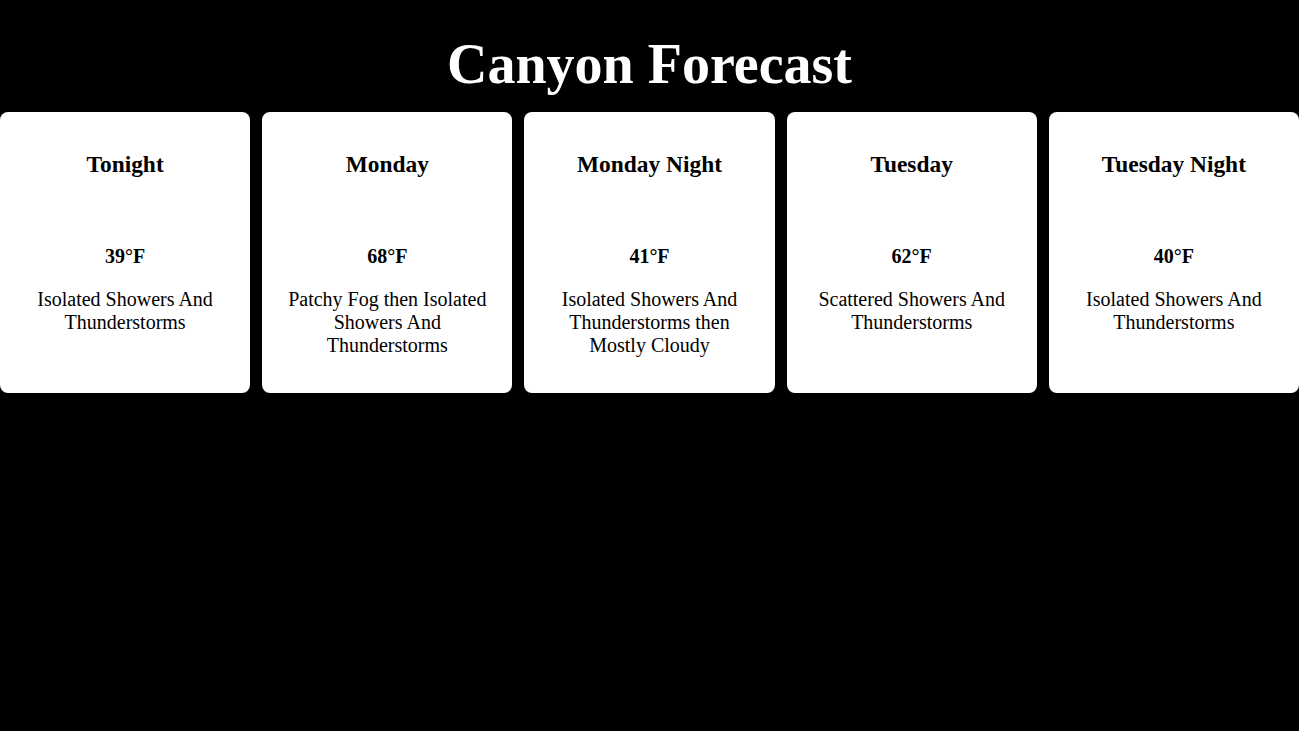 Canyon Forecast
Tonight
39°F
Isolated Showers And
Thunderstorms
Monday
68°F
Patchy Fog then Isolated
Showers And
Thunderstorms
Monday Night
41°F
Isolated Showers And
Thunderstorms then
Mostly Cloudy
Tuesday
62°F
Scattered Showers And
Thunderstorms
Tuesday Night
40°F
Isolated Showers And
Thunderstorms